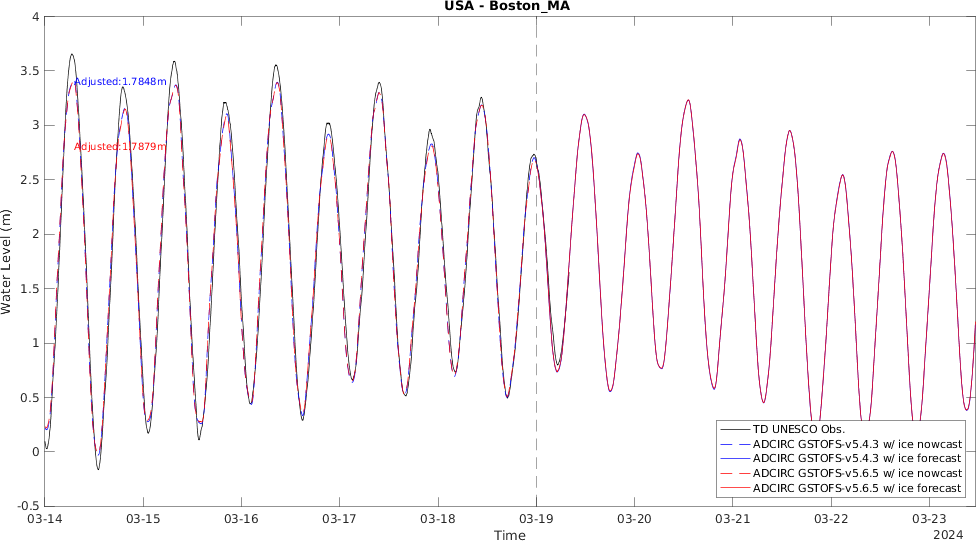 USA - Boston_MA
4
3.5
3
2.5
2
1.5
1
0.5
0
-0.5
Water Level (m)
Adjusted:1.7848m
Adjusted:1.7879m
TD UNESCO Obs.
ADCIRC GSTOFS-v5.4.3 w/ ice nowcast
ADCIRC GSTOFS-v5.4.3 w/ ice forecast
ADCIRC GSTOFS-v5.6.5 w/ ice nowcast
ADCIRC GSTOFS-v5.6.5 w/ ice forecast
03-14 03-15 03-16 03-17 03-18 03-19 03-20 03-21 03-22 03-23
Time
2024